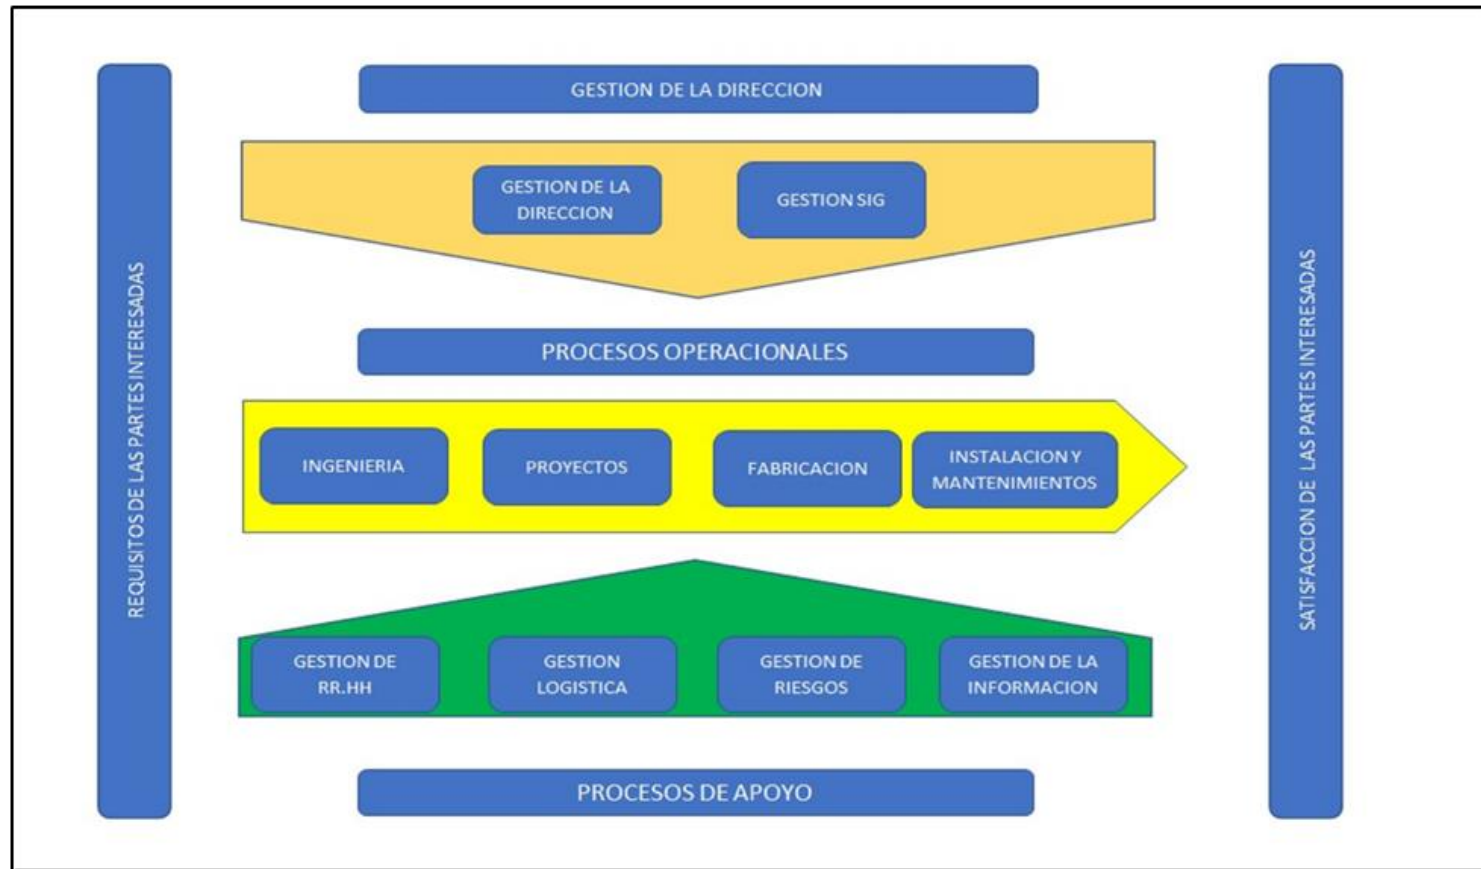 GESTION DE LA DIRECCION
GESTION DE LA
DIRECCION
GESTION SIG
REQUISITOS DE LAS PARTES INTERESADAS
PROCESOS OPERACIONALES
INGENIERIA
PROYECTOS
FABRICACION
INSTALACION Y
MANTENIMIENTOS
GESTION DE
RR.HH
GESTION
LOGISTICA
GESTION DE
RIESGOS
GESTION DE LA
INFORMACION
PROCESOS DE APOYO
SATISFACCION DE LAS PARTES INTERESADAS